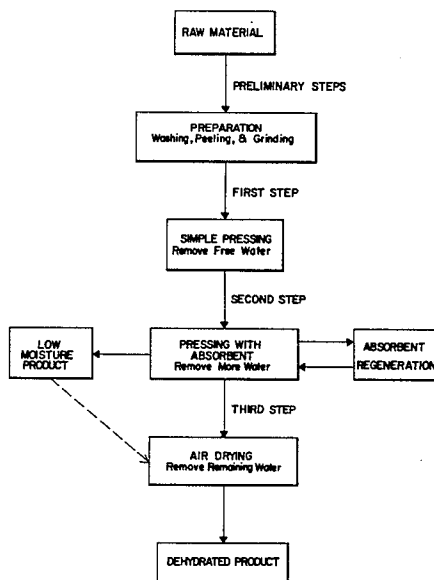 RAW MATERIAL
PRELIMINARY STEPS
PREPARATION
Washing, Peeling, & Grinding
FIRST STEP
SIMPLE PRESSING
Remove Free Water
SECOND STEP
LOW
MOISTURE
PRODUCT
PRESSING WITH
ABSORBENT
Remove More Water
ABSORBENT
REGENERATION
THIRD STEP
AIR DRYING
Remove Remaining Water
DEHYDRATED PRODUCT